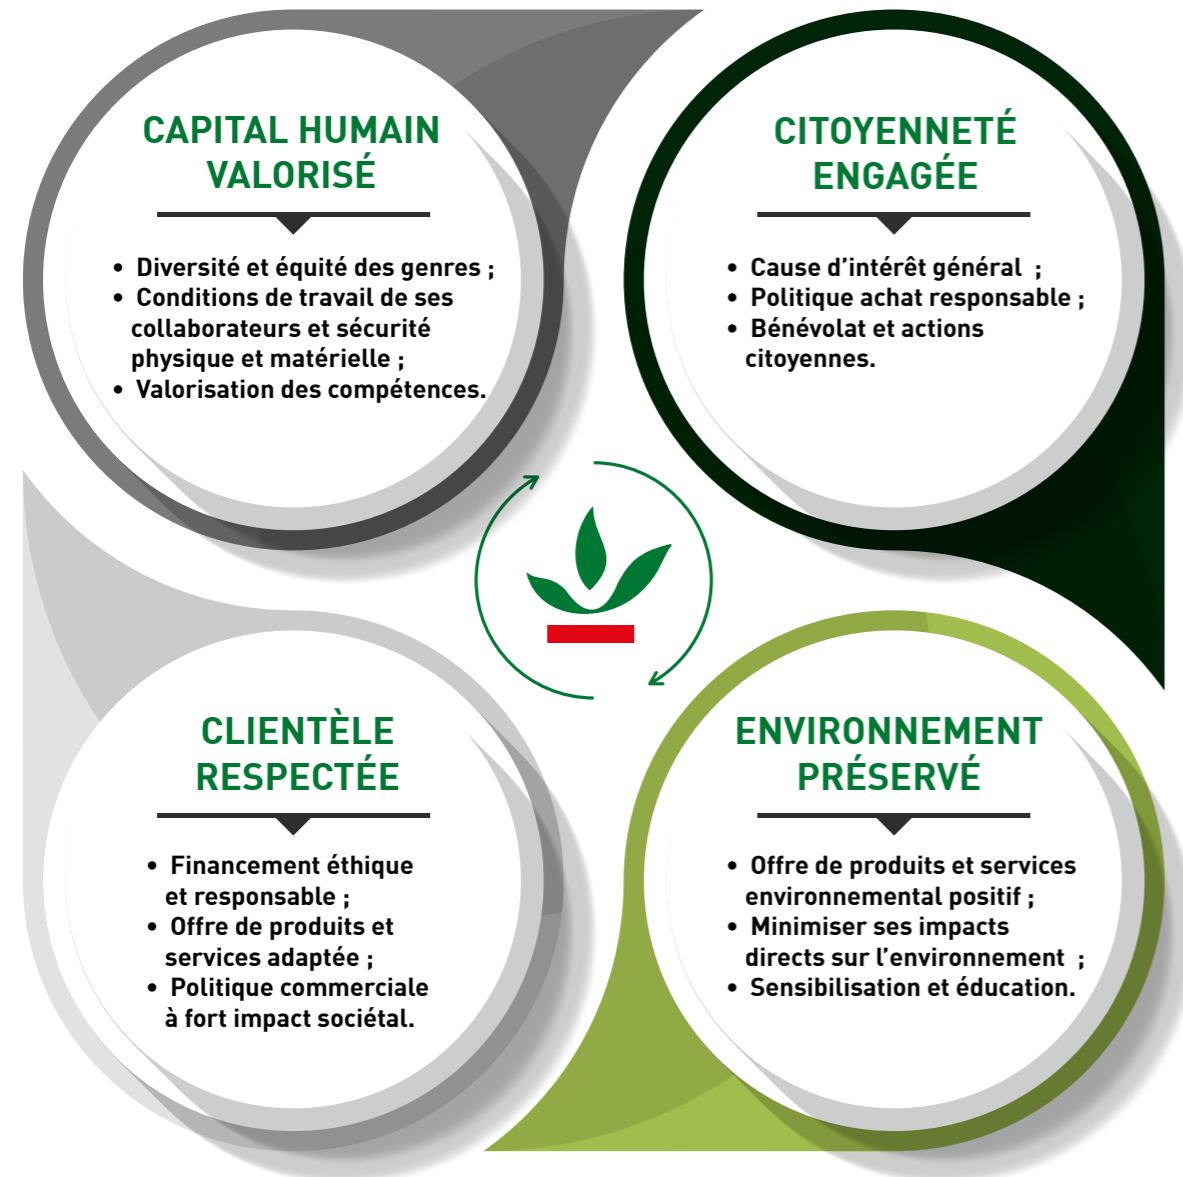 CAPITAL HUMAIN
VALORISÉ
• Diversité et équité des genres ;
• Conditions de travail de ses
collaborateurs et sécurité
physique et matérielle ;
• Valorisation des compétences.
CITOYENNETÉ
ENGAGÉE
• Cause d’intérêt général  ;
• Politique achat responsable ;
• Bénévolat et actions
citoyennes.
CLIENTÈLE
RESPECTÉE
• Financement éthique
et responsable ;
• Offre de produits et
services adaptée ;
• Politique commerciale
à fort impact sociétal.
ENVIRONNEMENT
PRÉSERVÉ
• Offre de produits et services
environnemental positif ;
• Minimiser ses impacts
directs sur l’environnement  ;
• Sensibilisation et éducation.